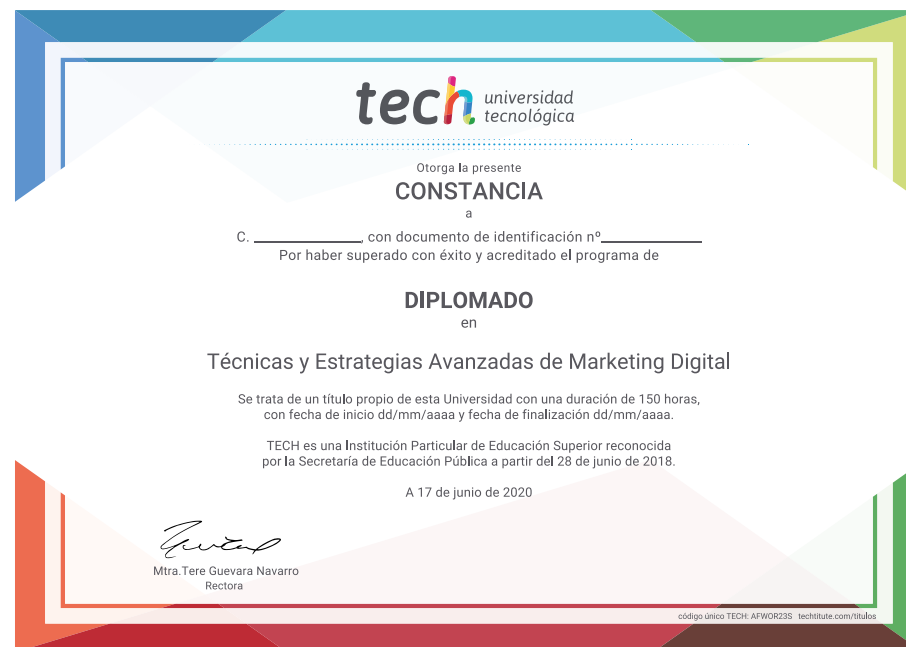 tech universidad
tecnológica
Otorga la presente
CONSTANCIA
a
C. ______________, con documento de identificación nº_____________
Por haber superado con éxito y acreditado el programa de
DIPLOMADO
en
Técnicas y Estrategias Avanzadas de Marketing Digital
Se trata de un título propio de esta Universidad con una duración de 150 horas,
con fecha de inicio dd/mm/aaaa y fecha de finalización dd/mm/aaaa.
TECH es una Institución Particular de Educación Superior reconocida
por la Secretaría de Educación Pública a partir del 28 de junio de 2018.
A 17 de junio de 2020
Mtra.Tere Guevara Navarro
Rectora
código único TECH: AFWOR23S techtitute.com/titulos